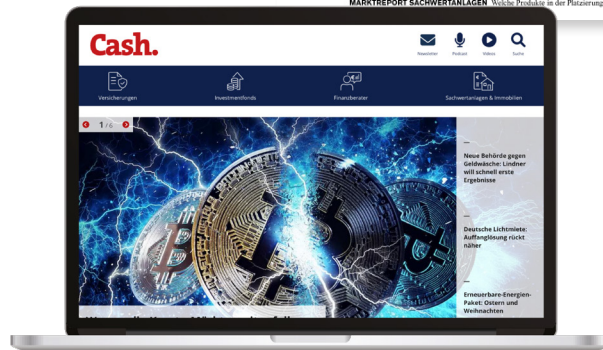 MARKTREPORT SACHWERTANLAGEN Welche Produkte in der Platzierung
Cash.
Newsletter
Podcast
Videos
Suche
Versicherungen
Investmentfonds
Finanzberater
Sachwertanlagen & Immobilien
1 / 6
Neue Behörde gegen
Geldwäsche: Lindner
will schnell erste
Ergebnisse
Deutsche Lichtmiete:
Auffanglösung rückt
näher
Erneuerbare-Energien-
Paket: Ostern und
Weihnachten